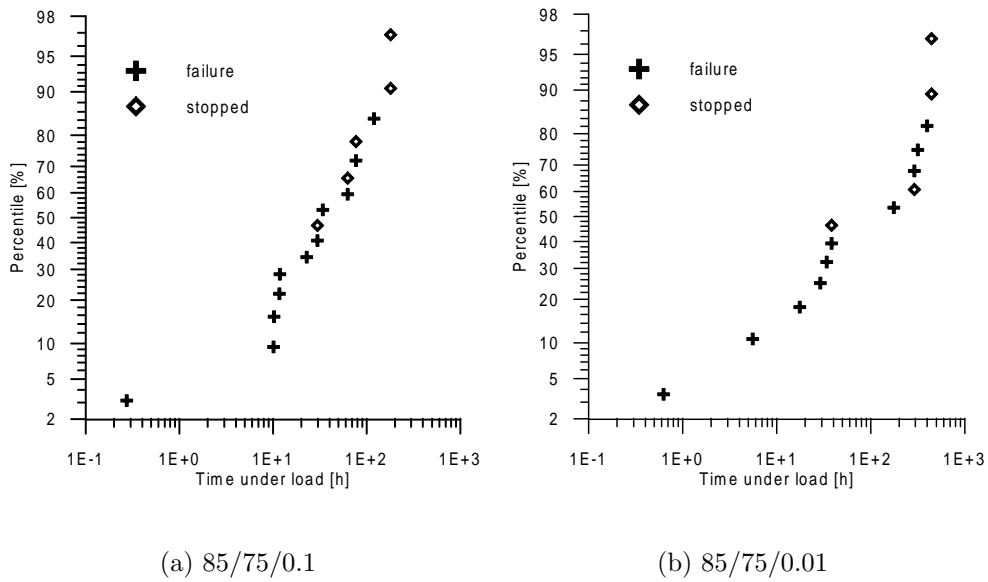 98
95
90
80
70
60
50
40
30
20
10
5
2
Percentile [%]
failure
stopped
1E-1 1E+0 1E+1 1E+2 1E+3
Time under load [h]
(a) 85/75/0.1
98
95
90
80
70
60
50
40
30
20
10
5
2
Percentile [%]
failure
stopped
1E-1 1E+0 1E+1 1E+2 1E+3
Time under load [h]
(b) 85/75/0.01